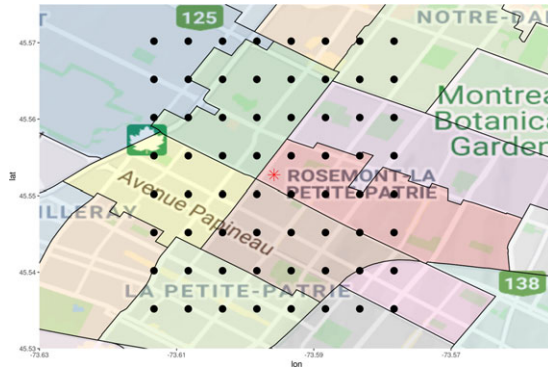 125
NOTRE-DA
T
45.57
Montrea
Botanica
Garden
45.56
lat
ROSEMONT-LA
PETITE-PATRIE
45.55
Avenue Papineau
ILLERAY
45.54
138
LA PETITE-PATRIE
45.53
-73.63
-73.61
-73.59
-73.57
lon